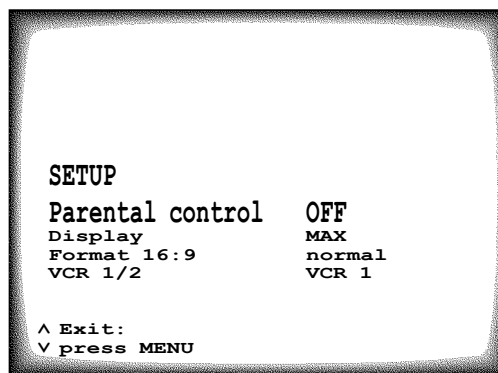 SETUP
Parental control OFF
Display MAX
Format 16:9 normal
VCR 1/2 VCR 1
∧ Exit:
∨ press MENU